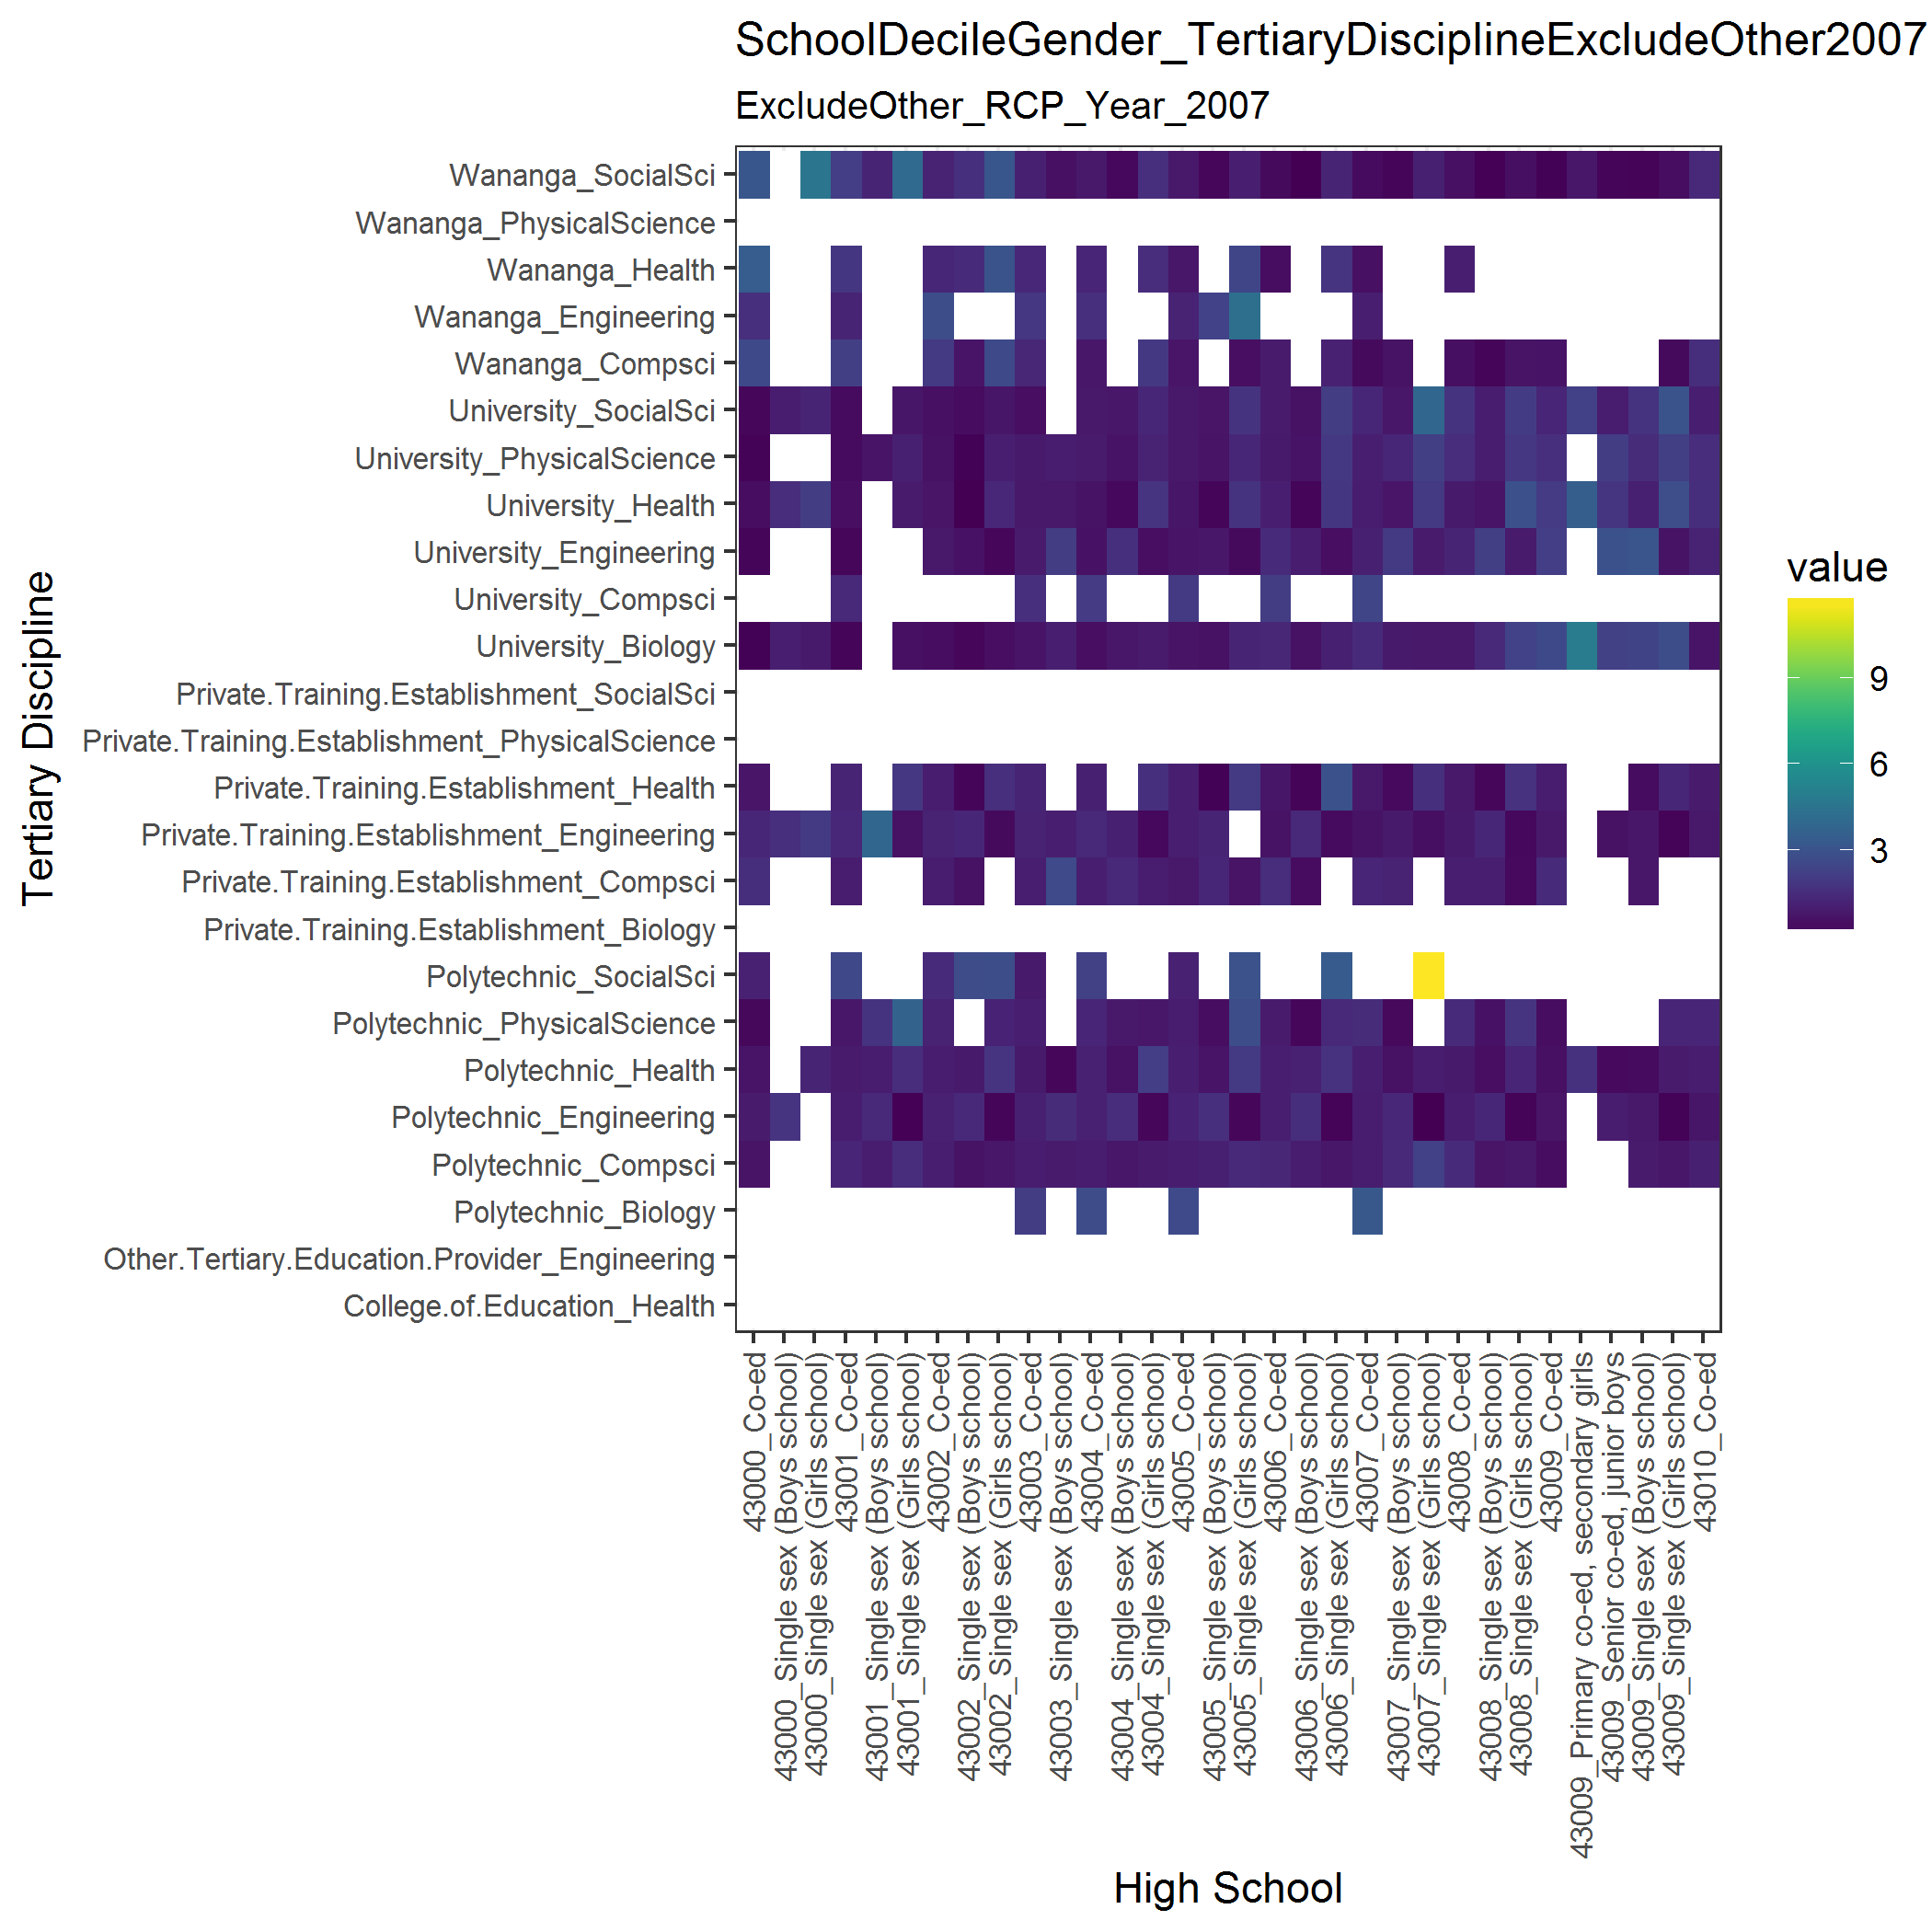 SchoolDecileGender_TertiaryDisciplineExcludeOther2007
ExcludeOther_RCP_Year_2007
Tertiary Discipline
Wananga_SocialSci
Wananga_PhysicalScience
Wananga_Health
Wananga_Engineering
Wananga_Compsci
University_SocialSci
University_PhysicalScience
University_Health
University_Engineering
University_Compsci
University_Biology
Private.Training.Establishment_SocialSci
Private.Training.Establishment_PhysicalScience
Private.Training.Establishment_Health
Private.Training.Establishment_Engineering
Private.Training.Establishment_Compsci
Private.Training.Establishment_Biology
Polytechnic_SocialSci
Polytechnic_PhysicalScience
Polytechnic_Health
Polytechnic_Engineering
Polytechnic_Compsci
Polytechnic_Biology
Other.Tertiary.Education.Provider_Engineering
College.of.Education_Health
43000_Co-ed
43000_Single sex (Boys school)
43000_Single sex (Girls school)
43001_Co-ed
43001_Single sex (Boys school)
43001_Single sex (Girls school)
43002_Co-ed
43002_Single sex (Boys school)
43002_Single sex (Girls school)
43003_Co-ed
43003_Single sex (Boys school)
43004_Co-ed
43004_Single sex (Boys school)
43004_Single sex (Girls school)
43005_Co-ed
43005_Single sex (Boys school)
43005_Single sex (Girls school)
43006_Co-ed
43006_Single sex (Boys school)
43006_Single sex (Girls school)
43007_Co-ed
43007_Single sex (Boys school)
43007_Single sex (Girls school)
43008_Co-ed
43008_Single sex (Boys school)
43008_Single sex (Girls school)
43009_Co-ed
43009_Primary co-ed, secondary girls
43009_Senior co-ed, junior boys
43009_Single sex (Boys school)
43009_Single sex (Girls school)
43010_Co-ed
High School
value
9
6
3